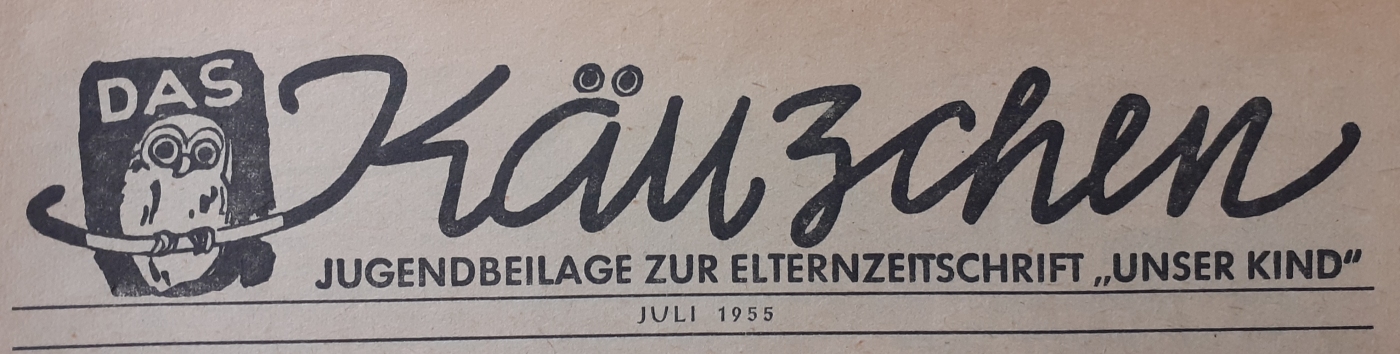 DAS Käuzchen
JUGENDBEILAGE ZUR ELTERNZEITSCHRIFT „UNSER KIND“
JULI 1955